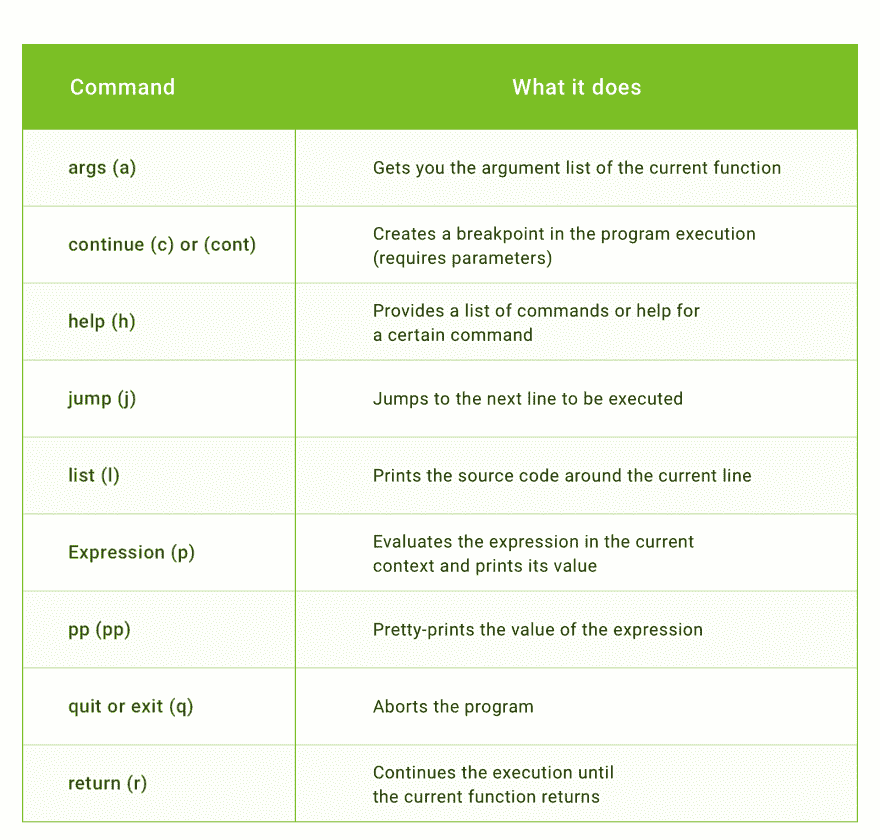 Command What it does
args (a) Gets you the argument list of the current function
continue (c) or (cont) Creates a breakpoint in the program execution
(requires parameters)
help (h) Provides a list of commands or help for
a certain command
jump (j) Jumps to the next line to be executed
list (l) Prints the source code around the current line
Expression (p) Evaluates the expression in the current
context and prints its value
pp (pp) Pretty-prints the value of the expression
quit or exit (q) Aborts the program
return (r) Continues the execution until
the current function returns